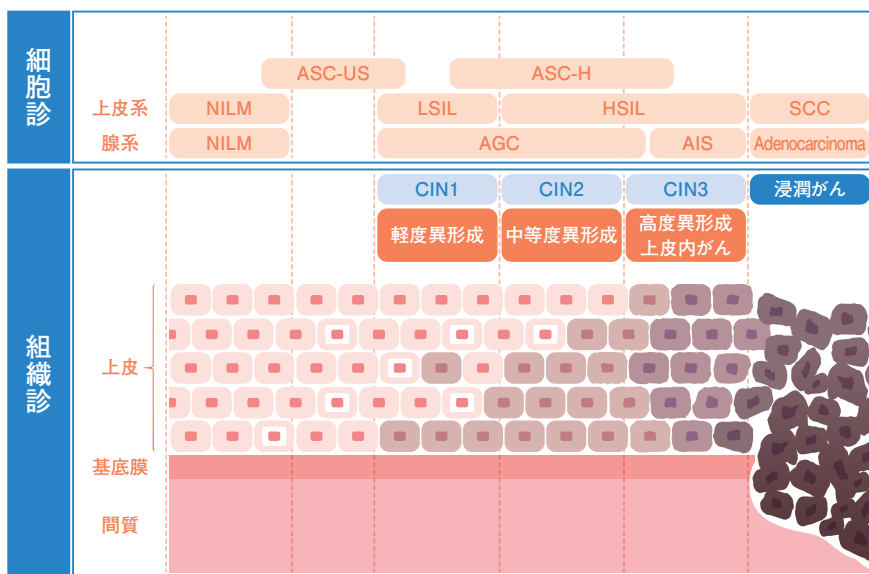 細胞診
ASC-US
ASC-H
上皮系
NILM
LSIL
HSIL
SCC
腺系
NILM
AGC
AIS
Adenocarcinoma
組織診
CIN1
CIN2
CIN3
浸潤がん
軽度異形成
中等度異形成
高度異形成
上皮内がん
上皮
基底膜
間質